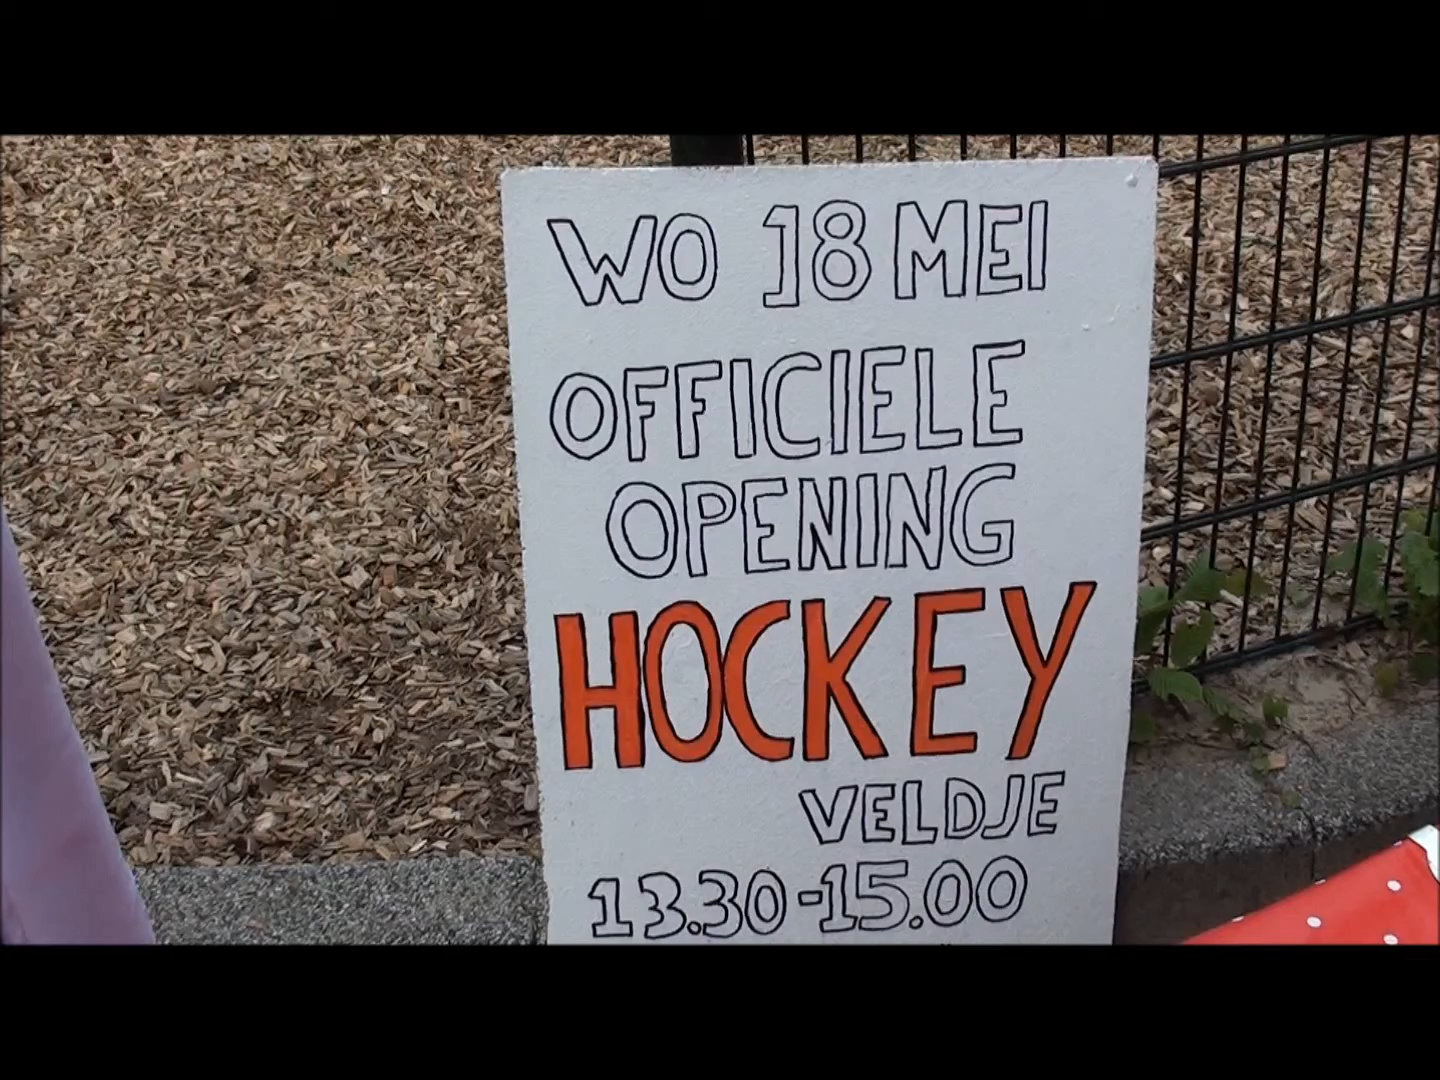 WO 18 MEI
OFFICIELE
OPENING
HOCKEY
VELDJE
13.30-15.00